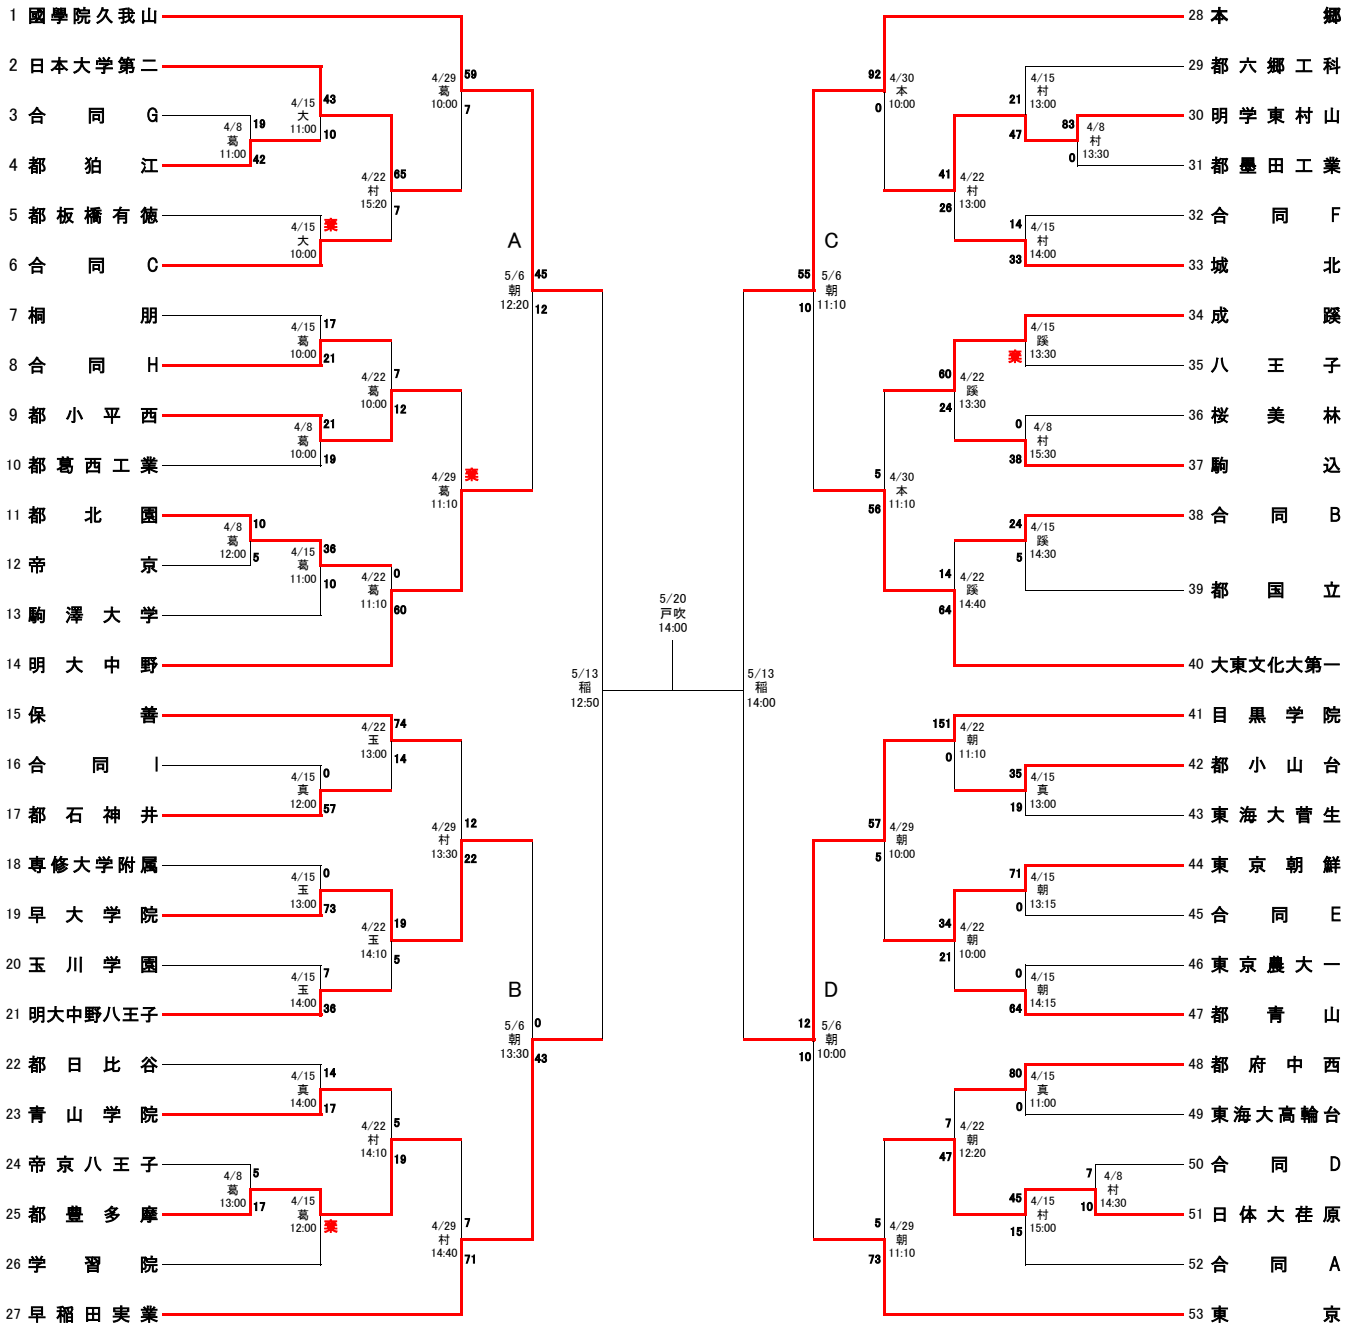 1 國學院久我山
2 日本大学第二
3 合同G
4 都狛江
5 都板橋有徳
6 合同C
7 桐朋
8 合同H
9 都小平西
10 都葛西工業
11 都北園
12 帝京
13 駒澤大学
14 明大中野
15 保善
16 合同I
17 都石神井
18 専修大学附属
19 早大学院
20 玉川学園
21 明大中野八王子
22 都日比谷
23 青山学院
24 帝京八王子
25 都豊多摩
26 学習院
27 早稲田実業
4/8 葛 11:00
19
42
4/8 葛 12:00
10
5
4/8 葛 13:00
5
17
4/15 大 11:00
43
10
4/15 大 10:00
棄
4/15 葛 10:00
17
21
4/8 葛 10:00
21
19
4/15 葛 11:00
36
10
4/15 真 12:00
0
57
4/15 玉 13:00
0
73
4/15 玉 14:00
7
36
4/15 真 14:00
14
17
4/15 葛 12:00
棄
4/22 村 15:20
65
7
4/22 葛 10:00
7
12
4/22 葛 11:10
0
60
4/22 玉 13:00
74
14
4/22 玉 14:10
19
5
4/22 村 14:10
5
19
4/29 葛 10:00
59
7
4/29 葛 11:10
棄
4/29 村 13:30
12
22
4/29 村 14:40
7
71
A
5/6 朝 12:20
45
12
B
5/6 朝 13:30
0
43
5/13 稲 12:50
5/20 戸吹 14:00
5/13 稲 14:00
C
5/6 朝 11:10
55
10
D
5/6 朝 10:00
12
10
4/30 本 10:00
92
0
4/30 本 11:10
5
56
4/29 朝 10:00
57
5
4/29 朝 11:10
5
73
4/22 村 13:00
41
26
4/22 蹊 13:30
60
24
4/22 蹊 14:40
14
64
4/22 朝 11:10
151
0
4/22 朝 10:00
34
21
4/22 朝 12:20
7
47
4/15 村 13:00
21
47
4/15 村 14:00
14
33
4/15 蹊 13:30
棄
4/8 村 15:30
0
38
4/15 蹊 14:30
24
5
4/15 真 13:00
35
19
4/15 朝 13:15
71
0
4/15 朝 14:15
0
64
4/15 真 11:00
80
0
4/15 村 15:00
45
15
4/8 村 13:30
83
0
4/8 村 14:30
7
10
28 本郷
29 都六郷工科
30 明学東村山
31 都墨田工業
32 合同F
33 城北
34 成蹊
35 八王子
36 桜美林
37 駒込
38 合同B
39 都国立
40 大東文化大第一
41 目黒学院
42 都小山台
43 東海大菅生
44 東京朝鮮
45 合同E
46 東京農大一
47 都青山
48 都府中西
49 東海大高輪台
50 合同D
51 日体大荏原
52 合同A
53 東京